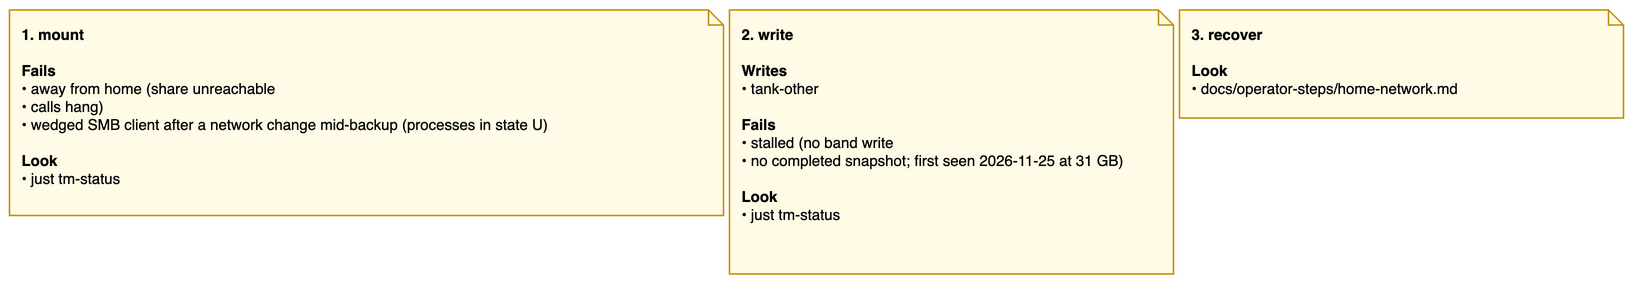 1. mount
Fails
• away from home (share unreachable
• calls hang)
• wedged SMB client after a network change mid-backup (processes in state U)
Look
• just tm-status
2. write
Writes
• tank-other
Fails
• stalled (no band write
• no completed snapshot; first seen 2026-11-25 at 31 GB)
Look
• just tm-status
3. recover
Look
• docs/operator-steps/home-network.md